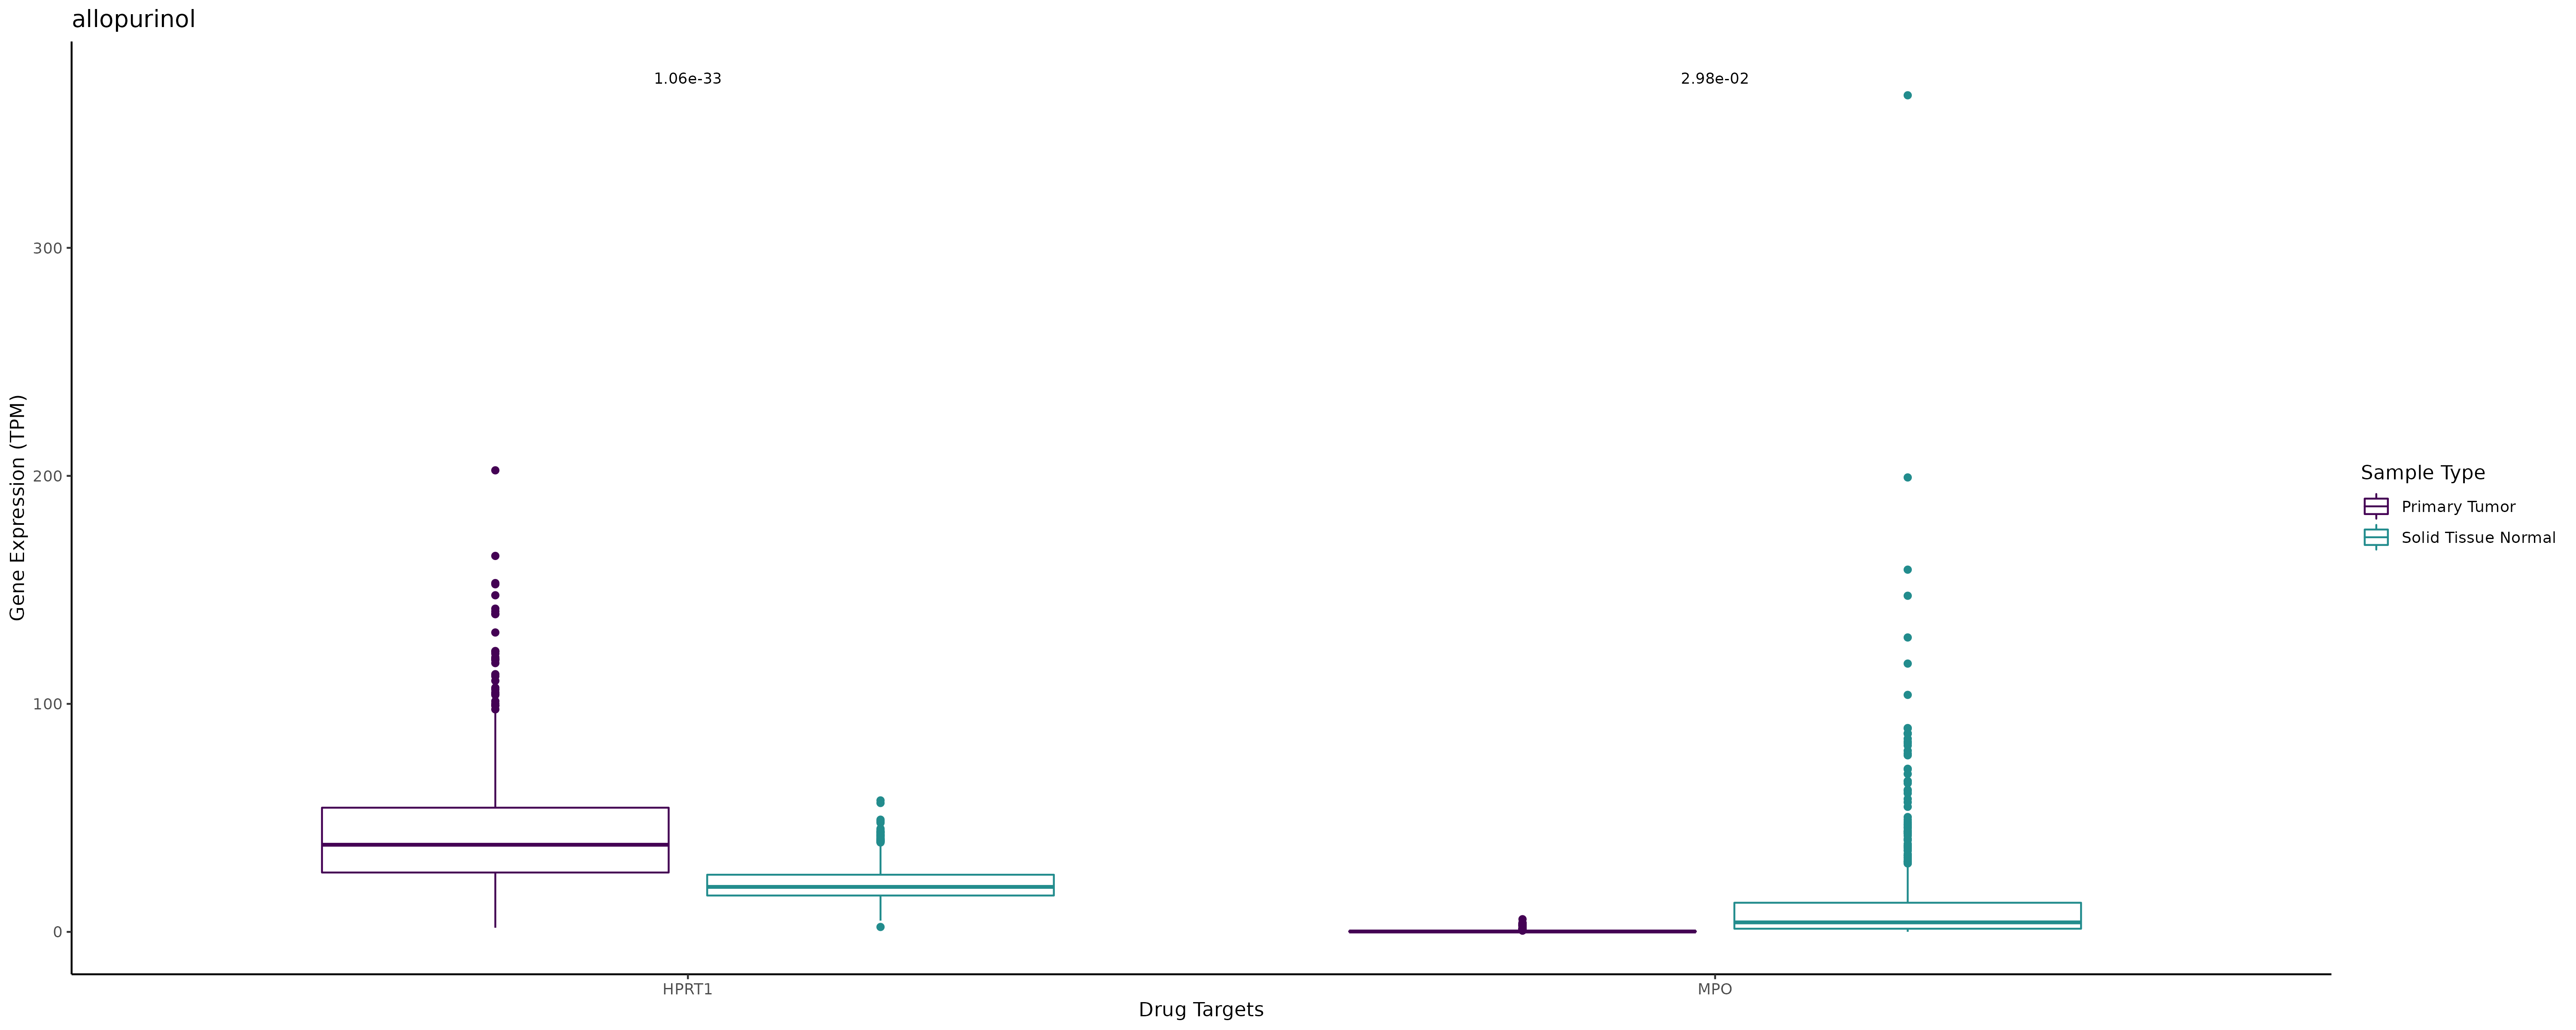 allopurinol
1.06e-33
2.98e-02
Gene Expression (TPM)
300
200
100
0
HPRT1
MPO
Drug Targets
Sample Type
Primary Tumor
Solid Tissue Normal